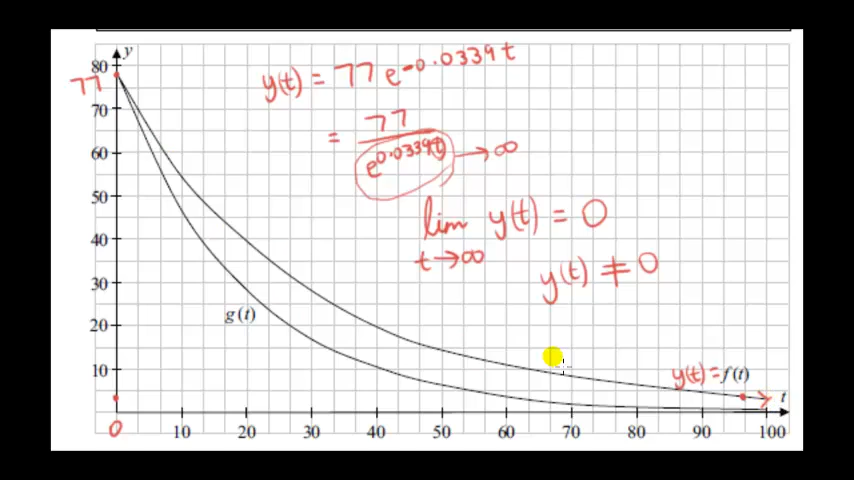 y
80
77
y(t) = 77 e^-0.0339t
70
= 77 / e^0.0339t → ∞
60
50
lim y(t) = 0
t → ∞
40
y(t) ≠ 0
30
g(t)
20
10
y(t) = f(t)
t
0
10 20 30 40 50 60 70 80 90 100